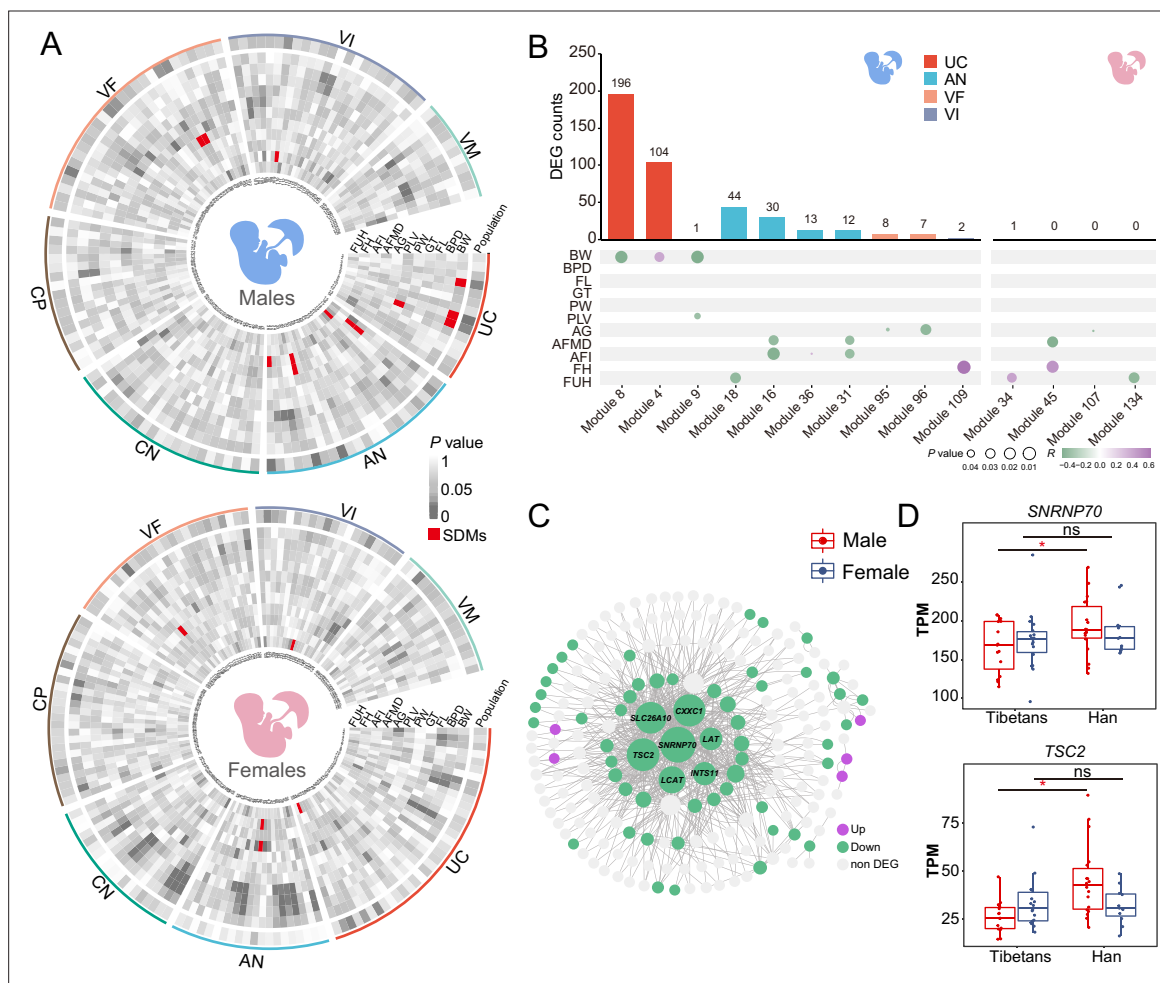 A
VI
VF
VM
CP
UC
CN
AN
FUH
FH
AFI
AFMD
AG
PLV
PW
GT
FL
BPD
BW
Population
Males
P value
1
0.05
0
SDMs
VI
VF
VM
CP
UC
CN
AN
FUH
FH
AFI
AFMD
AG
PLV
PW
GT
FL
BPD
BW
Population
Females
B
DEG counts
250
200
150
100
50
0
196
104
1
44
30
13
12
8
7
2
1
0
0
0
UC
AN
VF
VI
BW
BPD
FL
GT
PW
PLV
AG
AFMD
AFI
FH
FUH
Module 8
Module 4
Module 9
Module 18
Module 16
Module 36
Module 31
Module 95
Module 96
Module 109
Module 34
Module 45
Module 107
Module 134
P value
0.04 0.03 0.02 0.01
R
−0.4−0.2 0.0 0.2 0.4 0.6
C
Male
Female
SLC26A10
CXXC1
LAT
SNRNP70
TSC2
INTS11
LCAT
Up
Down
non DEG
D
SNRNP70
ns
*
TPM
250
200
150
100
Tibetans Han
TSC2
ns
*
TPM
75
50
25
Tibetans Han